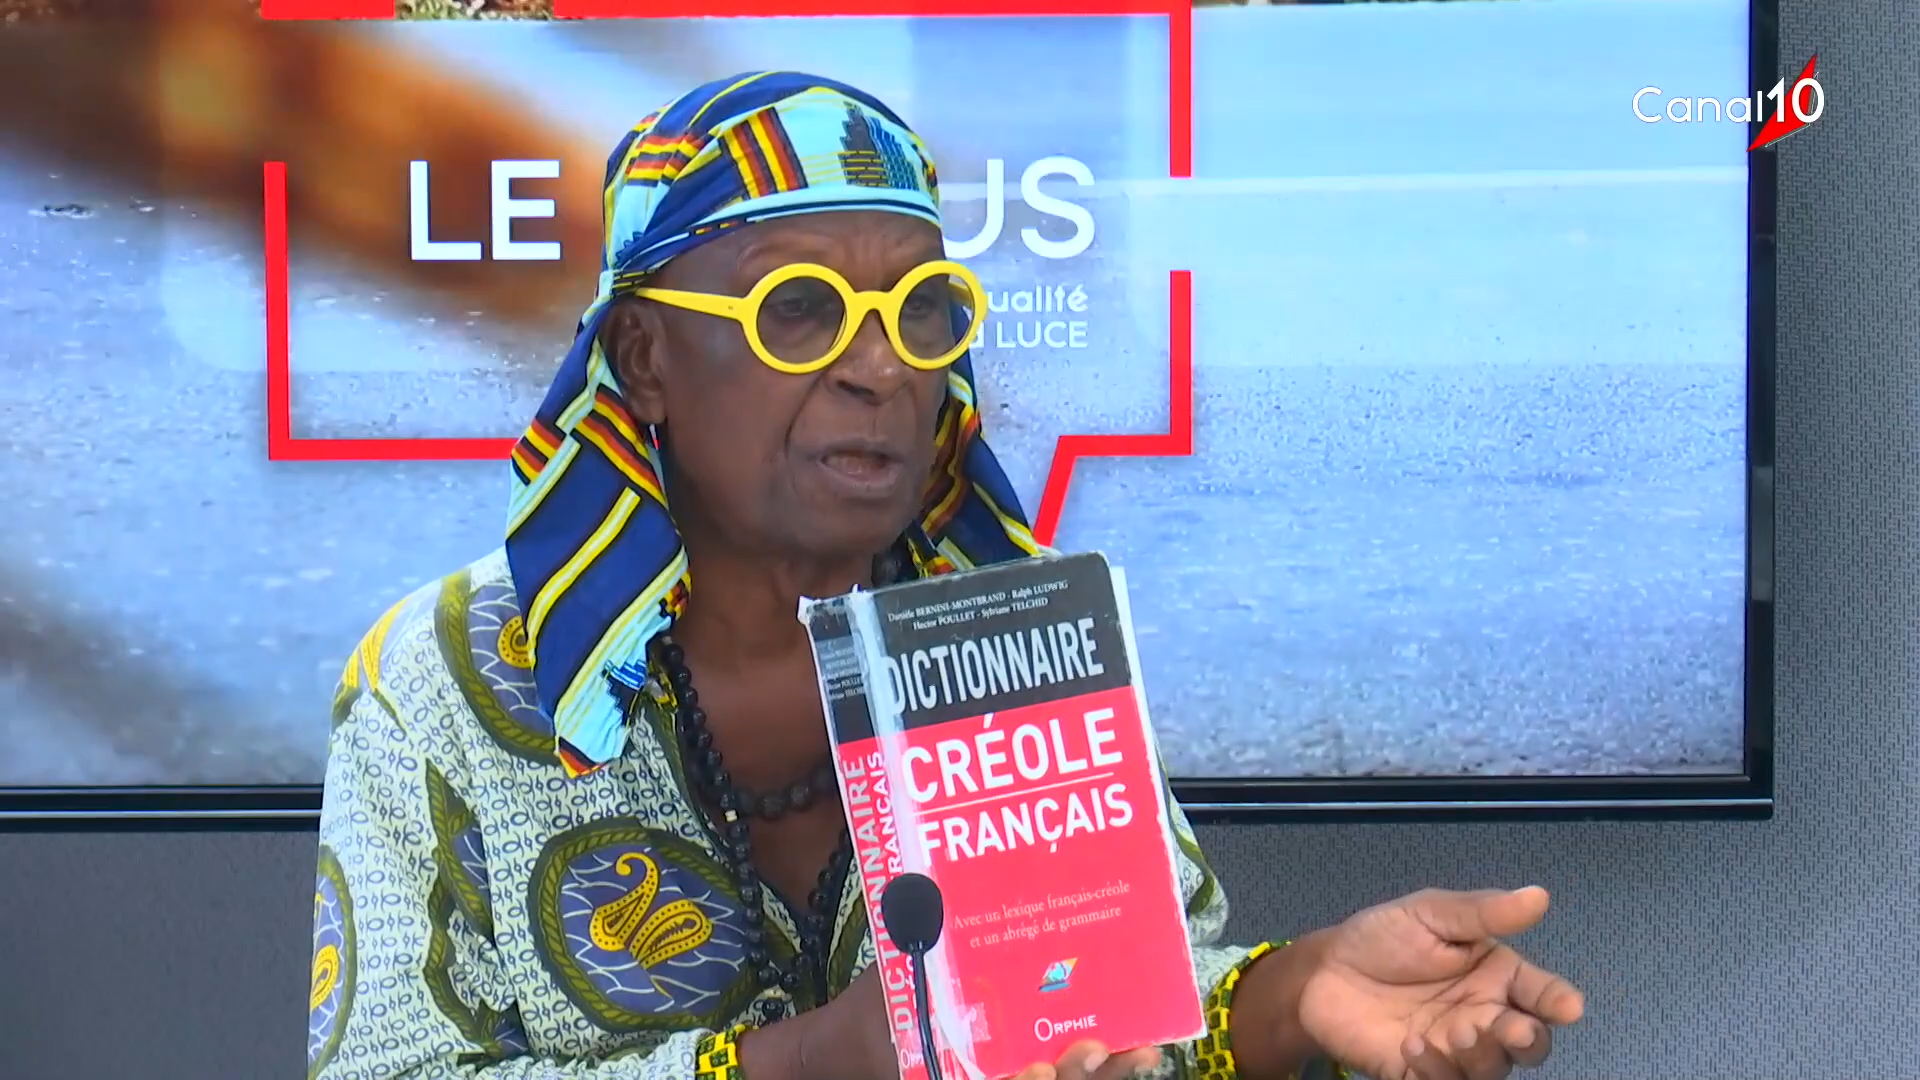 Canal10
LE
US
ualité
LUCE
Danièle BERNINI-MONTBRAND - Ralph LUDWIG
Hector POULLET - Sylviane TELCHID
DICTIONNAIRE
CRÉOLE
FRANÇAIS
Avec un lexique français-créole
et un abrégé de grammaire
ORPHIE
DICTIONNAIRE
FRANÇAIS